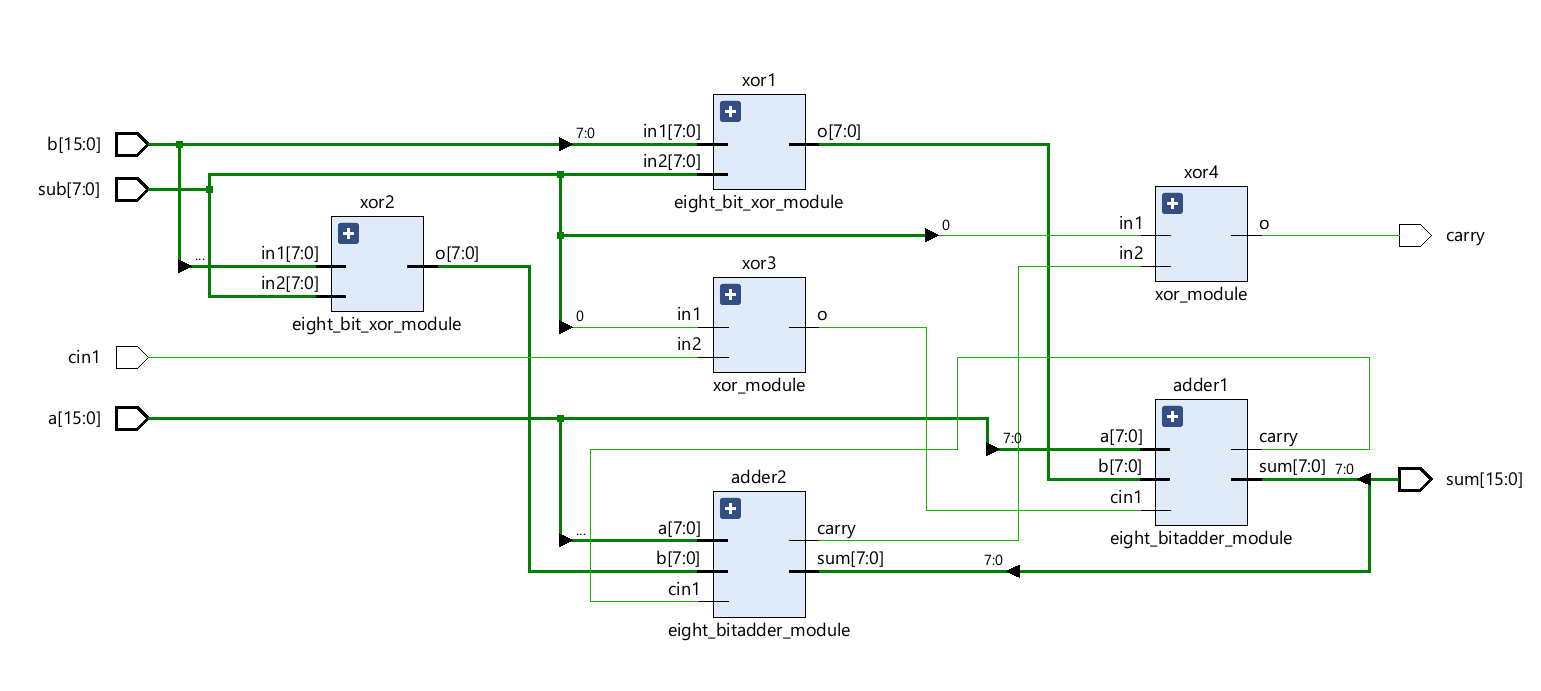 xor1
b[15:0]
7:0
in1[7:0]
o[7:0]
in2[7:0]
sub[7:0]
eight_bit_xor_module
xor2
xor4
in1[7:0]
...
o[7:0]
in2[7:0]
eight_bit_xor_module
0
in1
o
carry
in2
xor_module
xor3
0
in1
o
in2
cin1
xor_module
a[15:0]
adder1
7:0
a[7:0]
carry
b[7:0]
sum[7:0]
7:0
sum[15:0]
cin1
eight_bitadder_module
adder2
...
a[7:0]
carry
b[7:0]
sum[7:0]
7:0
cin1
eight_bitadder_module